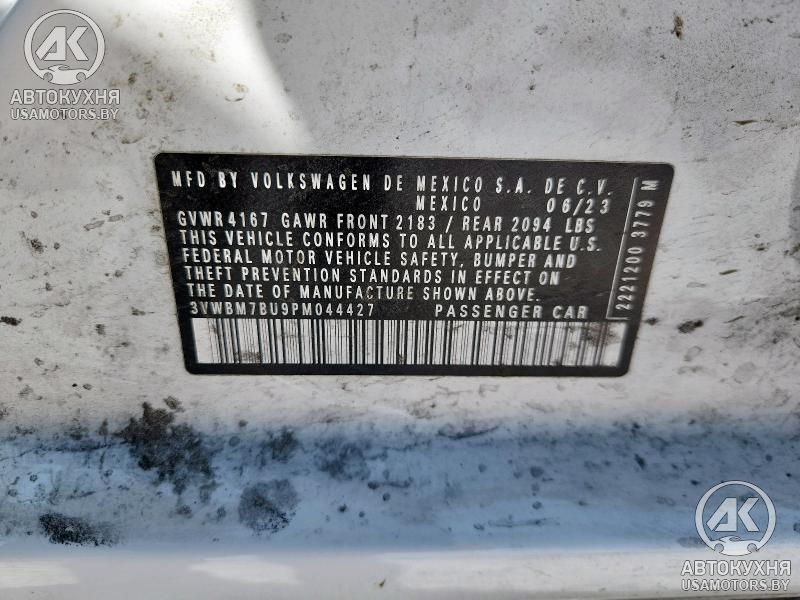 АК
АВТОКУХНЯ
USAMOTORS.BY
MFD BY VOLKSWAGEN DE MEXICO S.A. DE C.V.
MEXICO 06/23
GVWR 4167 GAWR FRONT 2183 / REAR 2094 LBS
THIS VEHICLE CONFORMS TO ALL APPLICABLE U.S.
FEDERAL MOTOR VEHICLE SAFETY, BUMPER AND
THEFT PREVENTION STANDARDS IN EFFECT ON
THE DATE OF MANUFACTURE SHOWN ABOVE.
3VWBM7BU9PM044427 PASSENGER CAR
2221200 3779 M
АК
АВТОКУХНЯ
USAMOTORS.BY